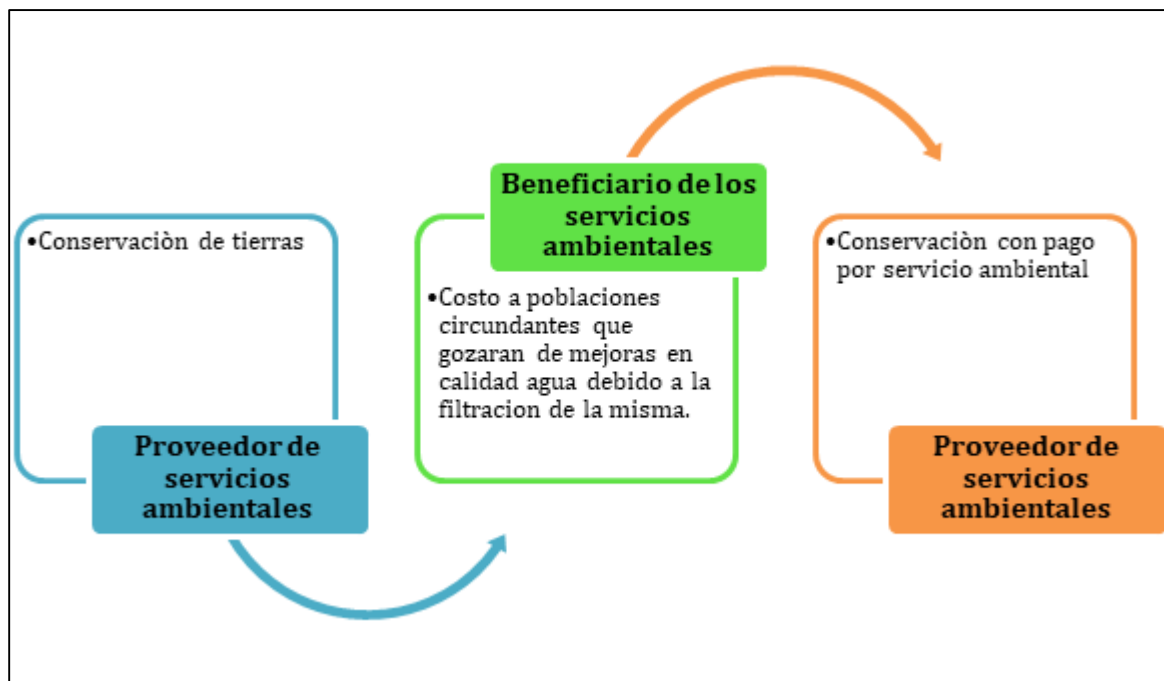 •Conservaciòn de tierras
Proveedor de
servicios
ambientales
Beneficiario de los
servicios
ambientales
•Costo a poblaciones
circundantes que
gozaran de mejoras en
calidad agua debido a la
filtracion de la misma.
•Conservaciòn con pago
por servicio ambiental
Proveedor de
servicios
ambientales